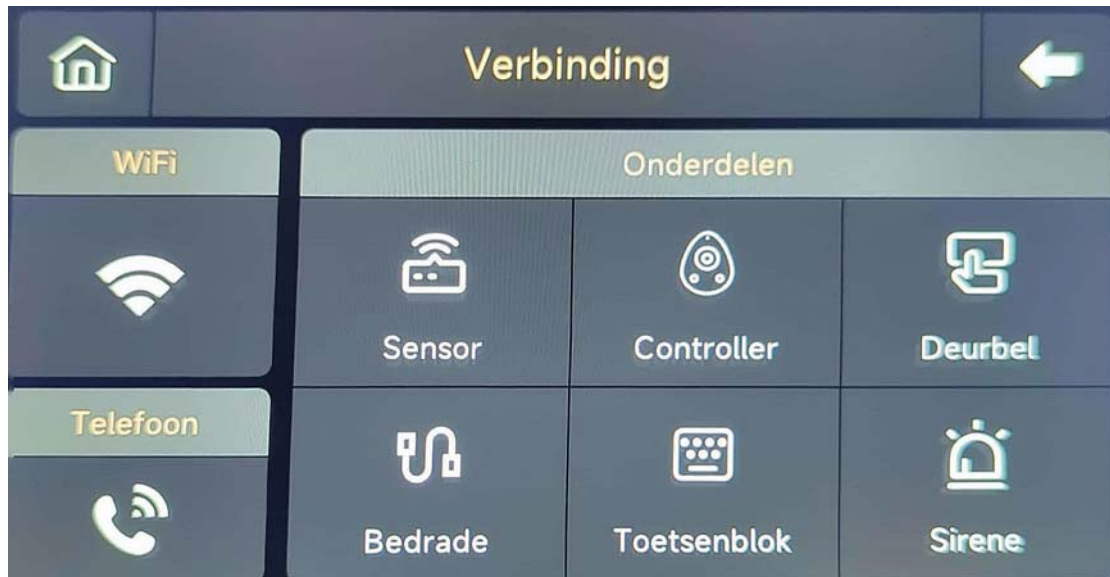 Verbinding
WiFi
Onderdelen
Sensor
Controller
Deurbel
Telefoon
Bedrade
Toetsenblok
Sirene